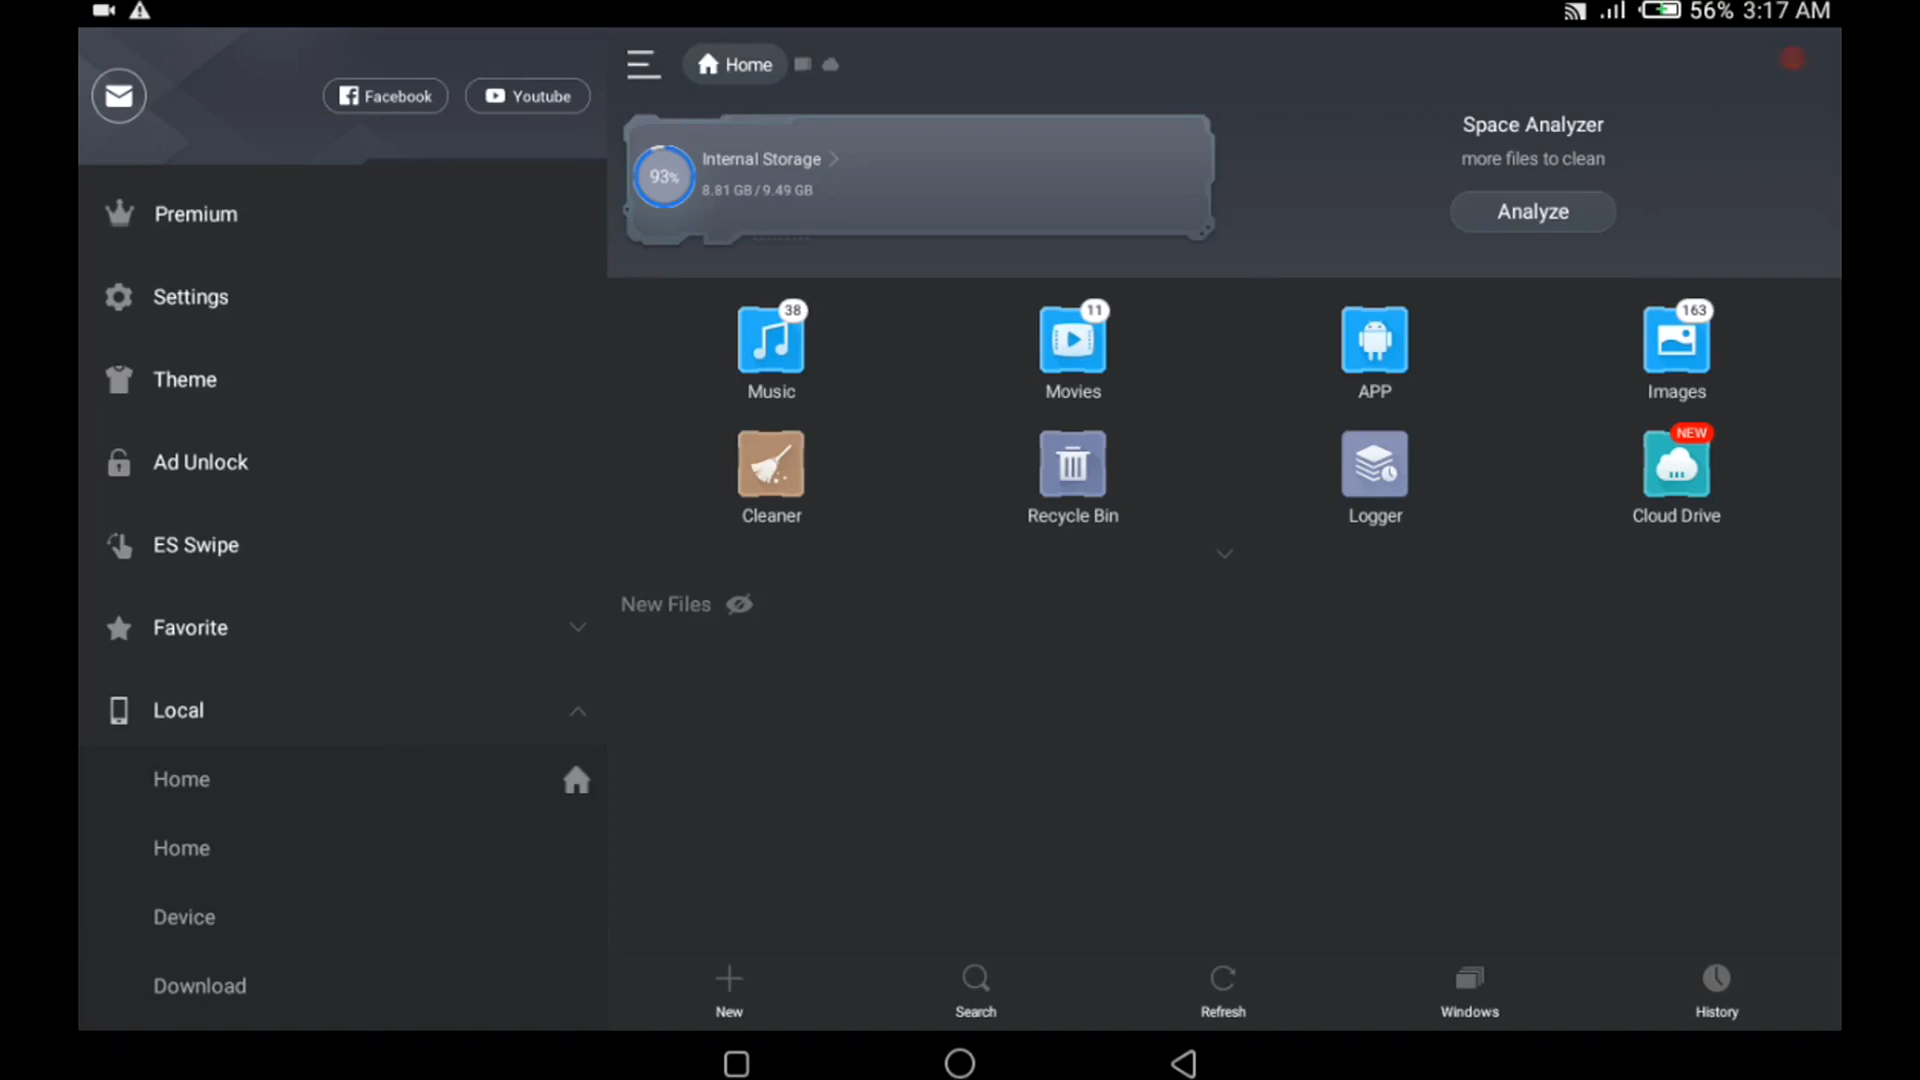 56% 3:17 AM
Facebook
Youtube
Premium
Settings
Theme
Ad Unlock
ES Swipe
Favorite
Local
Home
Home
Device
Download
Home
93%
Internal Storage
8.81 GB / 9.49 GB
Space Analyzer
more files to clean
Analyze
38
11
163
Music
Movies
APP
Images
NEW
Cleaner
Recycle Bin
Logger
Cloud Drive
New Files
New
Search
Refresh
Windows
History